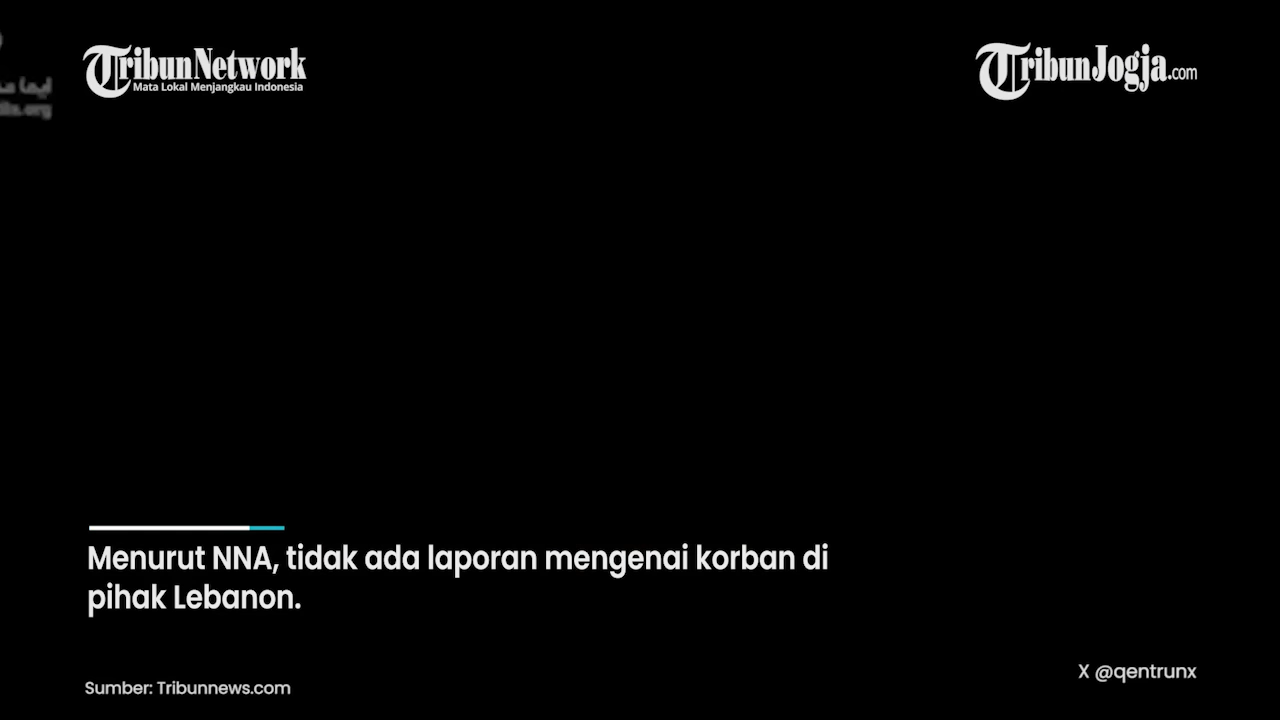 TribunNetwork
Mata Lokal Menjangkau Indonesia
TribunJogja.com
Menurut NNA, tidak ada laporan mengenai korban di
pihak Lebanon.
X @qentrunx
Sumber: Tribunnews.com